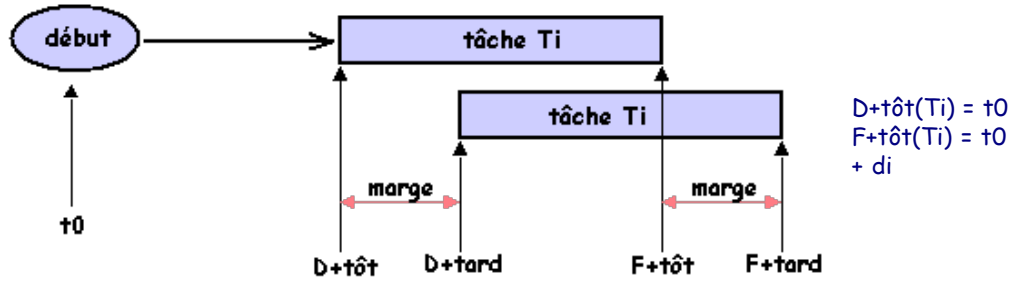 début
tâche Ti
tâche Ti
D+tôt(Ti) = t0
F+tôt(Ti) = t0
+ di
marge
marge
t0
D+tôt
D+tard
F+tôt
F+tard